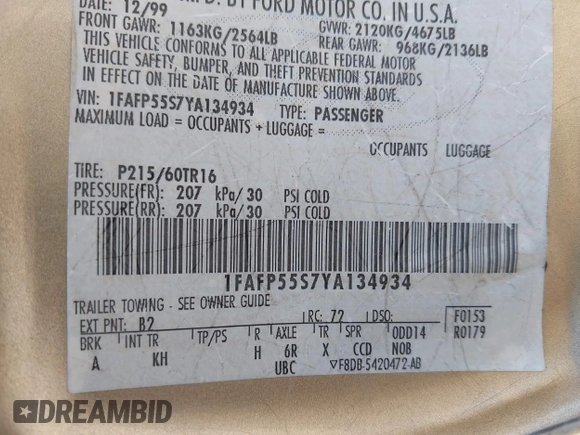 BY FORD MOTOR CO. IN U.S.A.
DATE: 12/99 GVWR: 2120KG/4675LB
FRONT GAWR: 1163KG/2564LB REAR GAWR: 968KG/2136LB
THIS VEHICLE CONFORMS TO ALL APPLICABLE FEDERAL MOTOR
VEHICLE SAFETY, BUMPER, AND THEFT PREVENTION STANDARDS
IN EFFECT ON THE DATE OF MANUFACTURE SHOWN ABOVE.
VIN: 1FAFP55S7YA134934 TYPE: PASSENGER
MAXIMUM LOAD = OCCUPANTS + LUGGAGE =
OCCUPANTS LUGGAGE
TIRE: P215/60TR16
PRESSURE(FR) 207 kPa/30 PSI COLD
PRESSURE(RR) 207 kPa/30 PSI COLD
1FAFP55S7YA134934
TRAILER TOWING - SEE OWNER GUIDE
EXT PNT: B2 RC: 72 DSO: F0153
BRK INT TR TP/PS R AXLE TR SPR ODD14 R0179
A KH H 6R X CCD NOB
UBC ▽F8DB-5420472-AB
DREAMBID